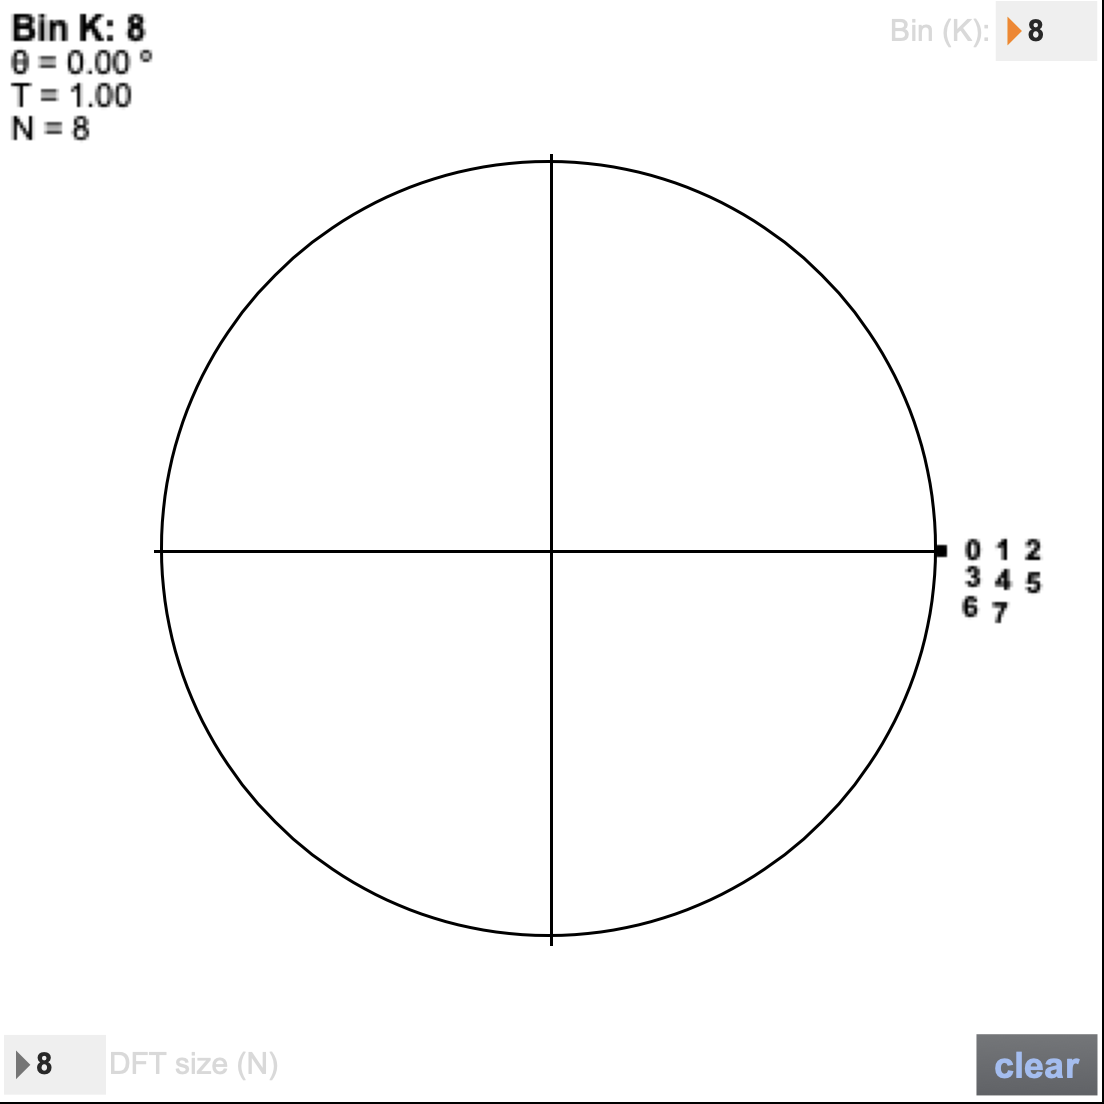 Bin K: 8
Bin (K): 8
θ = 0.00 º
T = 1.00
N = 8
0 1 2
3 4 5
6 7
8 DFT size (N)
clear